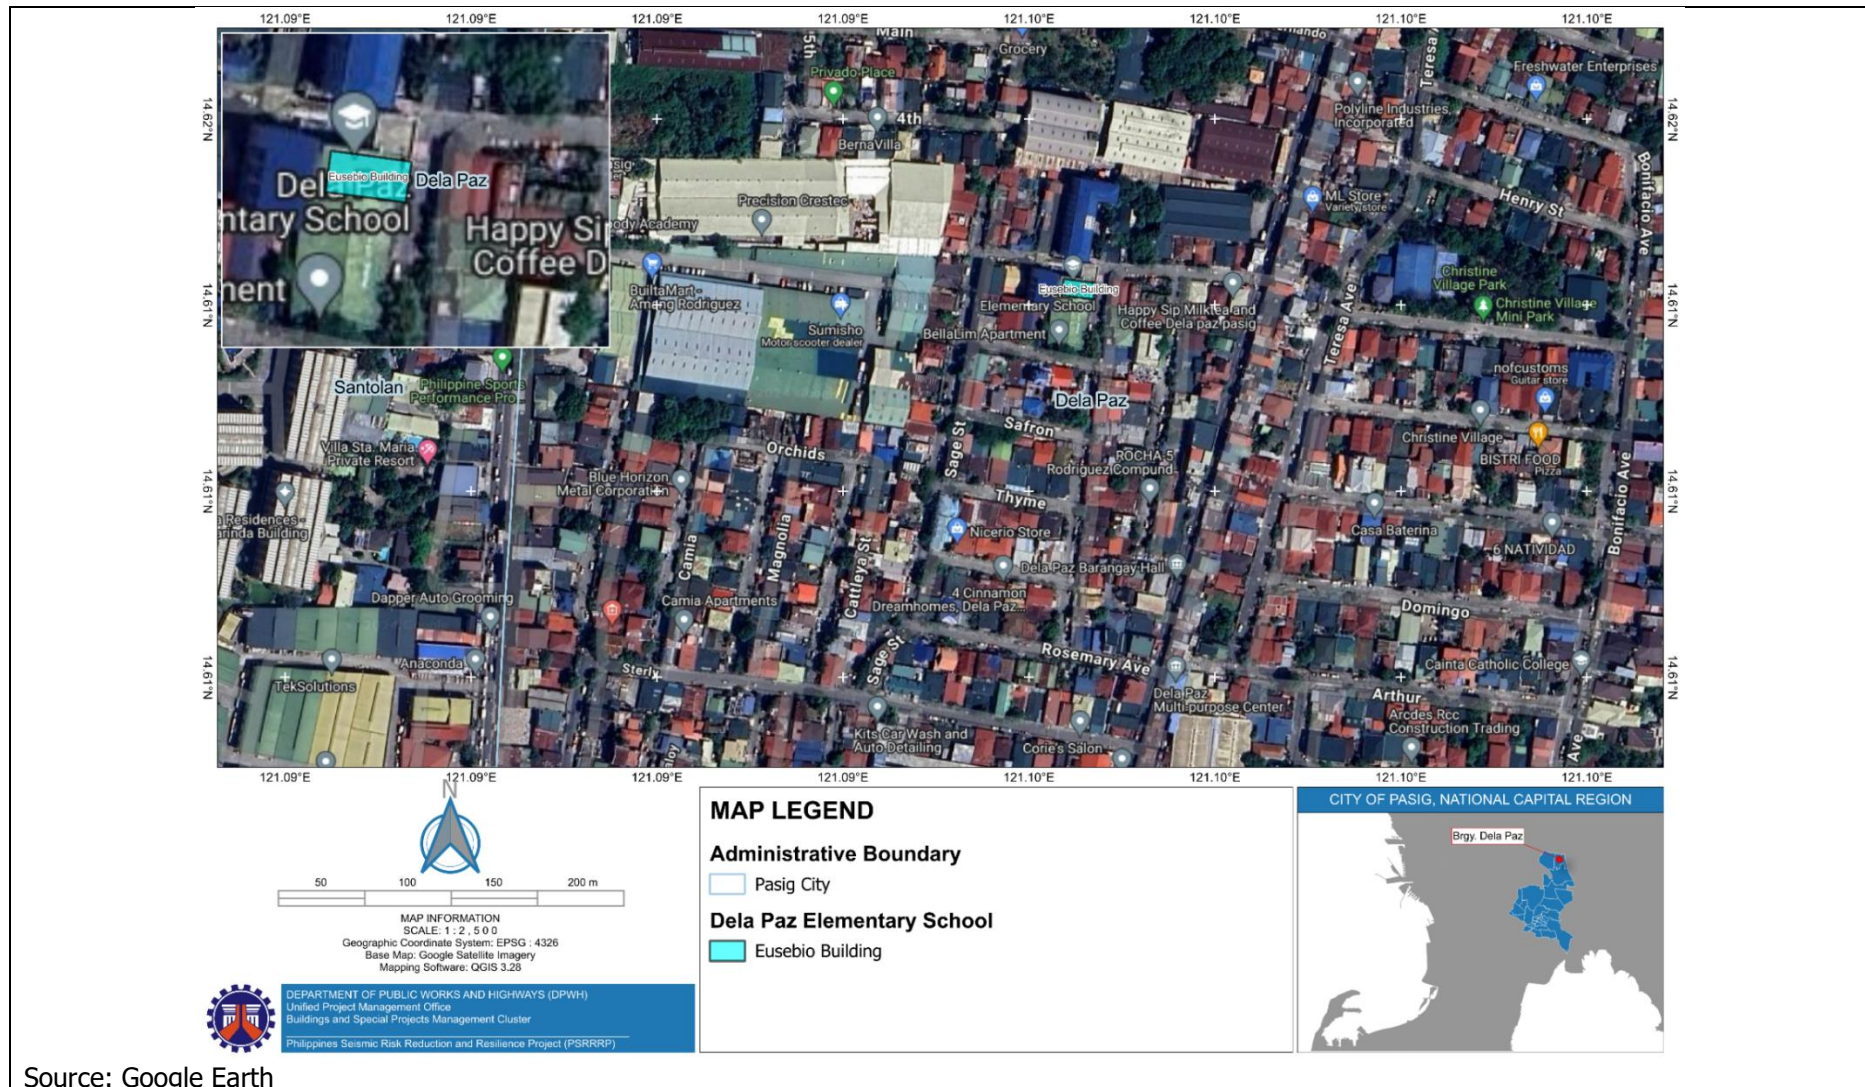 121.09°E 121.09°E 121.09°E 121.09°E 121.10°E 121.10°E 121.10°E 121.10°E
14.62°N
14.61°N
14.61°N
14.61°N
14.62°N
14.61°N
14.61°N
14.61°N
Eusebio Building
Dela Paz
Dela Paz
ntary School
Happy Si
Coffee D
nent
5th
Main
Grocery
Teresa A
Freshwater Enterprises
Privado Place
Polyline Industries,
Incorporated
4th
BernaVilla
Bonifacio Ave
ML Store
Variety store
Henry St
Precision Crestec
ody Academy
BuiltaMart -
Amang Rodriguez
Sumisho
Motor scooter dealer
Eusebio Building
Elementary School
BellaLim Apartment
Happy Sip Milktea and
Coffee Dela paz pasig
Teresa Ave
Christine
Village Park
Christine Village
Mini Park
nofcustoms
Guitar store
Santolan
Philippine Sports
Performance Pro...
Dela Paz
Villa Sta. Maria
Private Resort
Orchids
Sage St
Safron
ROCHA-5
Rodriguez Compund
Christine Village
BISTRI FOOD
Pizza
Blue Horizon
Metal Corporation
Thyme
Nicerio Store
Casa Baterina
Bonifacio Ave
6 NATIVIDAD
a Residences -
arinda Building
Camia
Magnolia
Cattleya St
Dela Paz Barangay Hall
Dapper Auto Grooming
Camia Apartments
4 Cinnamon
Dreamhomes, Dela Paz...
Domingo
Anaconda
Sterly
Sage St
Rosemary Ave
Cainta Catholic College
TekSolutions
Dela Paz
Multi-purpose Center
Arthur
Arcdes Rcc
Construction Trading
Kits Car Wash and
Auto Detailing
Corie's Salon
Ave
121.09°E 121.09°E 121.09°E 121.09°E 121.10°E 121.10°E 121.10°E 121.10°E
N
50 100 150 200 m
MAP INFORMATION
SCALE: 1 : 2 , 5 0 0
Geographic Coordinate System: EPSG : 4326
Base Map: Google Satellite Imagery
Mapping Software: QGIS 3.28
DEPARTMENT OF PUBLIC WORKS AND HIGHWAYS (DPWH)
Unified Project Management Office
Buildings and Special Projects Management Cluster
Philippines Seismic Risk Reduction and Resilience Project (PSRRRP)
MAP LEGEND
Administrative Boundary
Pasig City
Dela Paz Elementary School
Eusebio Building
CITY OF PASIG, NATIONAL CAPITAL REGION
Brgy. Dela Paz
Source: Google Earth